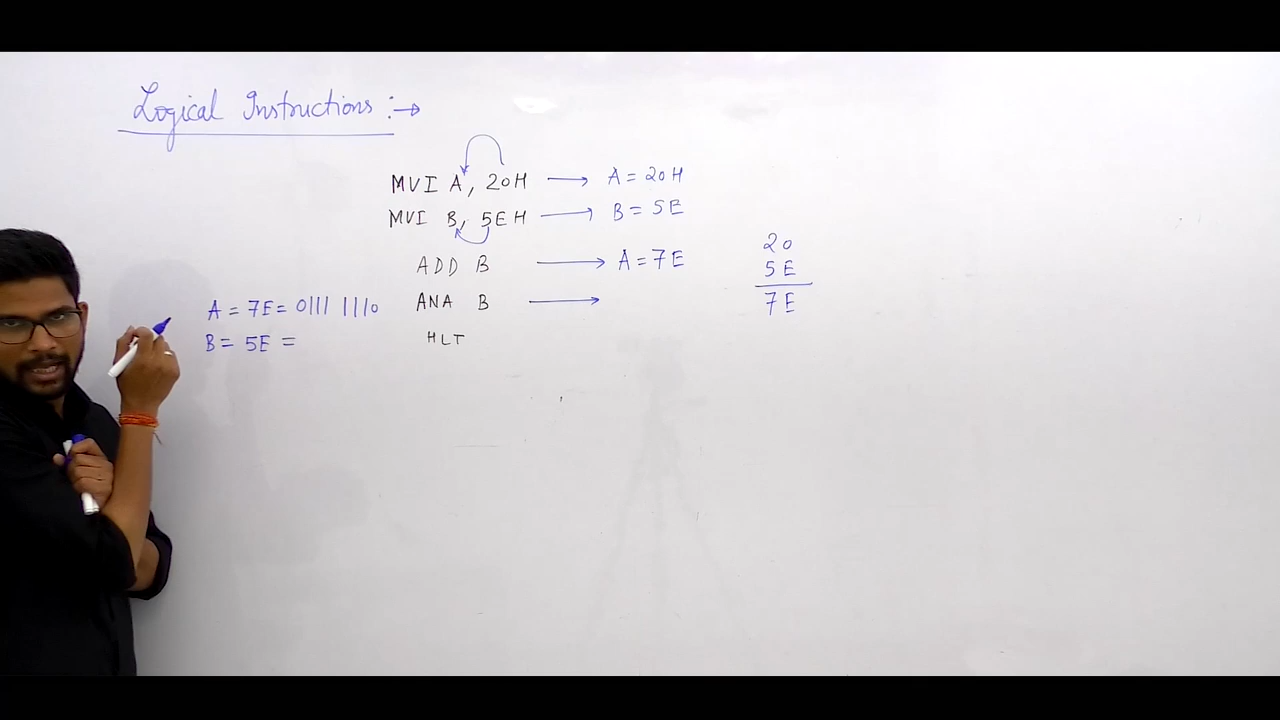 Logical Instructions :→
MVI A, 20H → A = 20H
MVI B, 5EH → B = 5E
ADD B → A = 7E
ANA B →
HLT
20
5E
7E
A = 7E = 0111 1110
B = 5E =